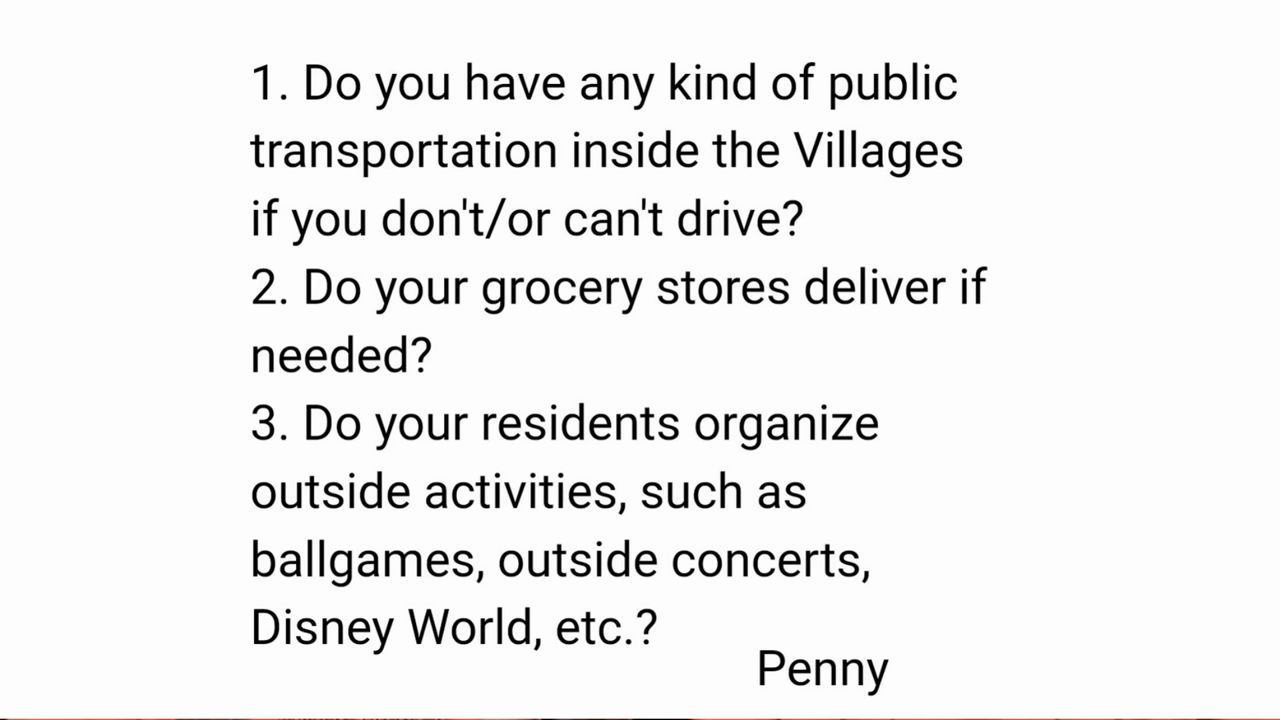 1. Do you have any kind of public
transportation inside the Villages
if you don't/or can't drive?
2. Do your grocery stores deliver if
needed?
3. Do your residents organize
outside activities, such as
ballgames, outside concerts,
Disney World, etc.?
Penny